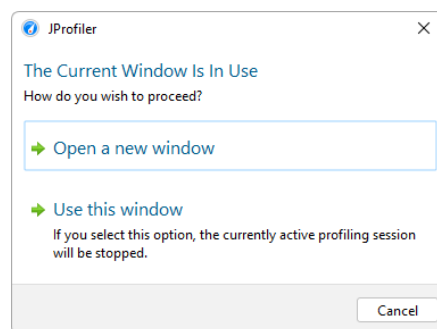 JProfiler
The Current Window Is In Use
How do you wish to proceed?
Open a new window
Use this window
If you select this option, the currently active profiling session
will be stopped.
Cancel